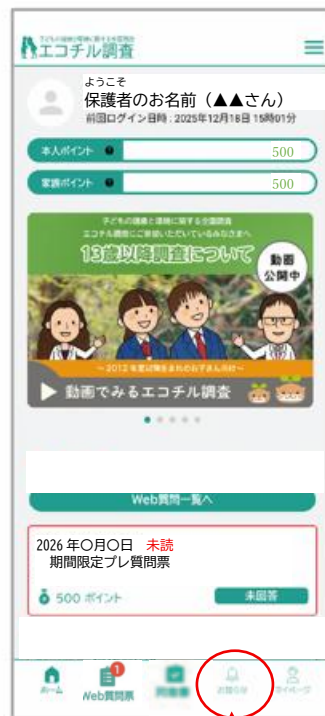 子どもの健康と環境に関する全国調査
エコチル調査
ようこそ
保護者のお名前（▲▲さん）
前回ログイン日時：2025年12月18日 15時01分
本人ポイント
500
家族ポイント
500
子どもの健康と環境に関する全国調査
エコチル調査にご参加いただいているみなさまへ
13歳以降調査について
動画
公開中
～2012年度以降生まれのお子さん向け～
動画でみるエコチル調査
Web質問一覧へ
2026年〇月〇日 未読
期間限定プレ質問票
500 ポイント
未回答
1
ホーム
Web質問票
お知らせ
マイページ